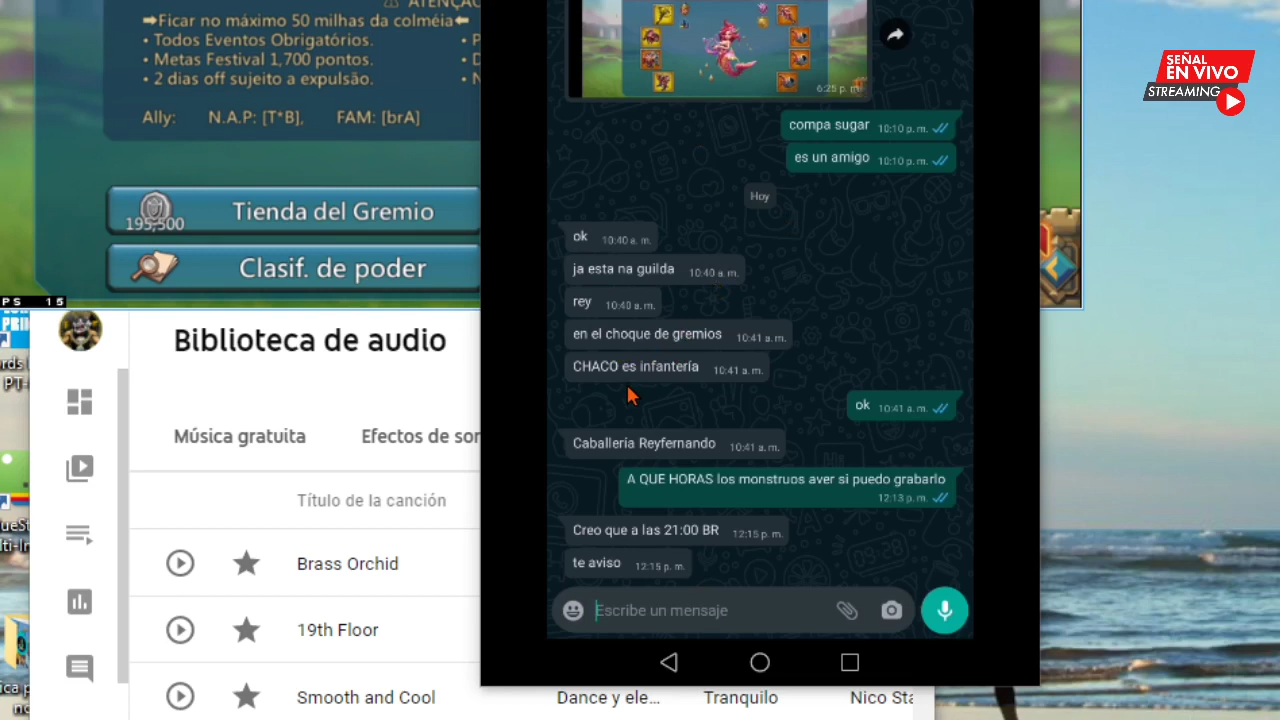 ⚠ ATENÇÃO
➡Ficar no máximo 50 milhas da colméia⬅
• Todos Eventos Obrigatórios.
• Metas Festival 1,700 pontos.
• 2 dias off sujeito a expulsão.
Ally: N.A.P: [T*B], FAM: [brA]
195,500
Tienda del Gremio
Clasif. de poder
PS 15
SEÑAL
EN VIVO
STREAMING
6:25 p. m.
compa sugar 10:10 p. m.
es un amigo 10:10 p. m.
Hoy
ok 10:40 a. m.
ja esta na guilda 10:40 a. m.
rey 10:40 a. m.
en el choque de gremios 10:41 a. m.
CHACO es infantería 10:41 a. m.
ok 10:41 a. m.
Caballeria Reyfernando 10:41 a. m.
A QUE HORAS los monstruos aver si puedo grabarlo
12:13 p. m.
Creo que a las 21:00 BR 12:15 p. m.
te aviso 12:15 p. m.
Escribe un mensaje
Biblioteca de audio
Música gratuita
Título de la canción
Brass Orchid
19th Floor
Smooth and Cool Dance y ele... Tranquilo Nico Sta